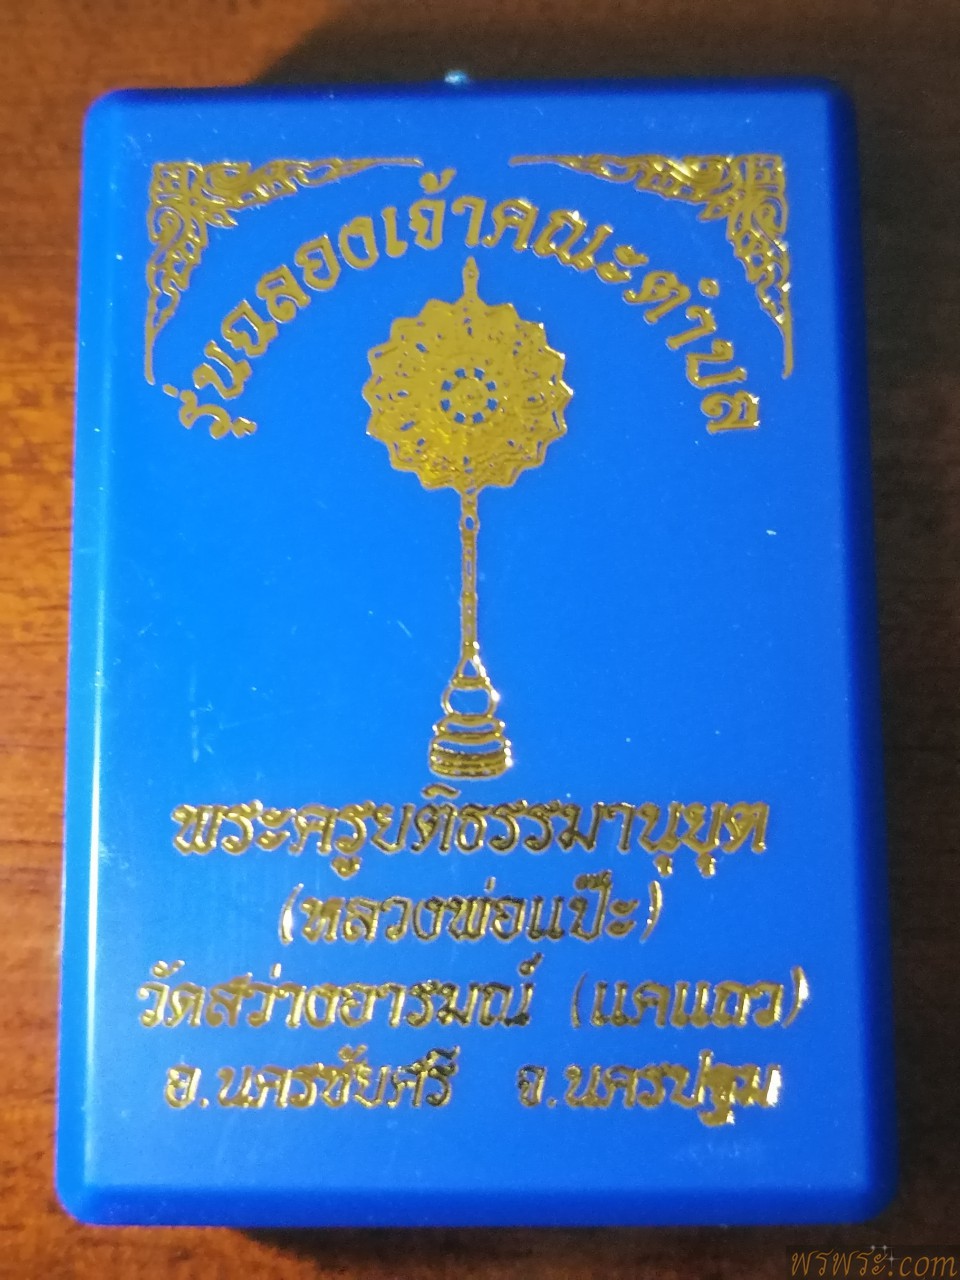 รุ่นฉลองเจ้าคณะตำบล
พระครูยติธรรมานุยุต
(หลวงพ่อแป๊ะ)
วัดสว่างอารมณ์ (แคแถว)
อ.นครชัยศรี จ.นครปฐม
พรพระ.com